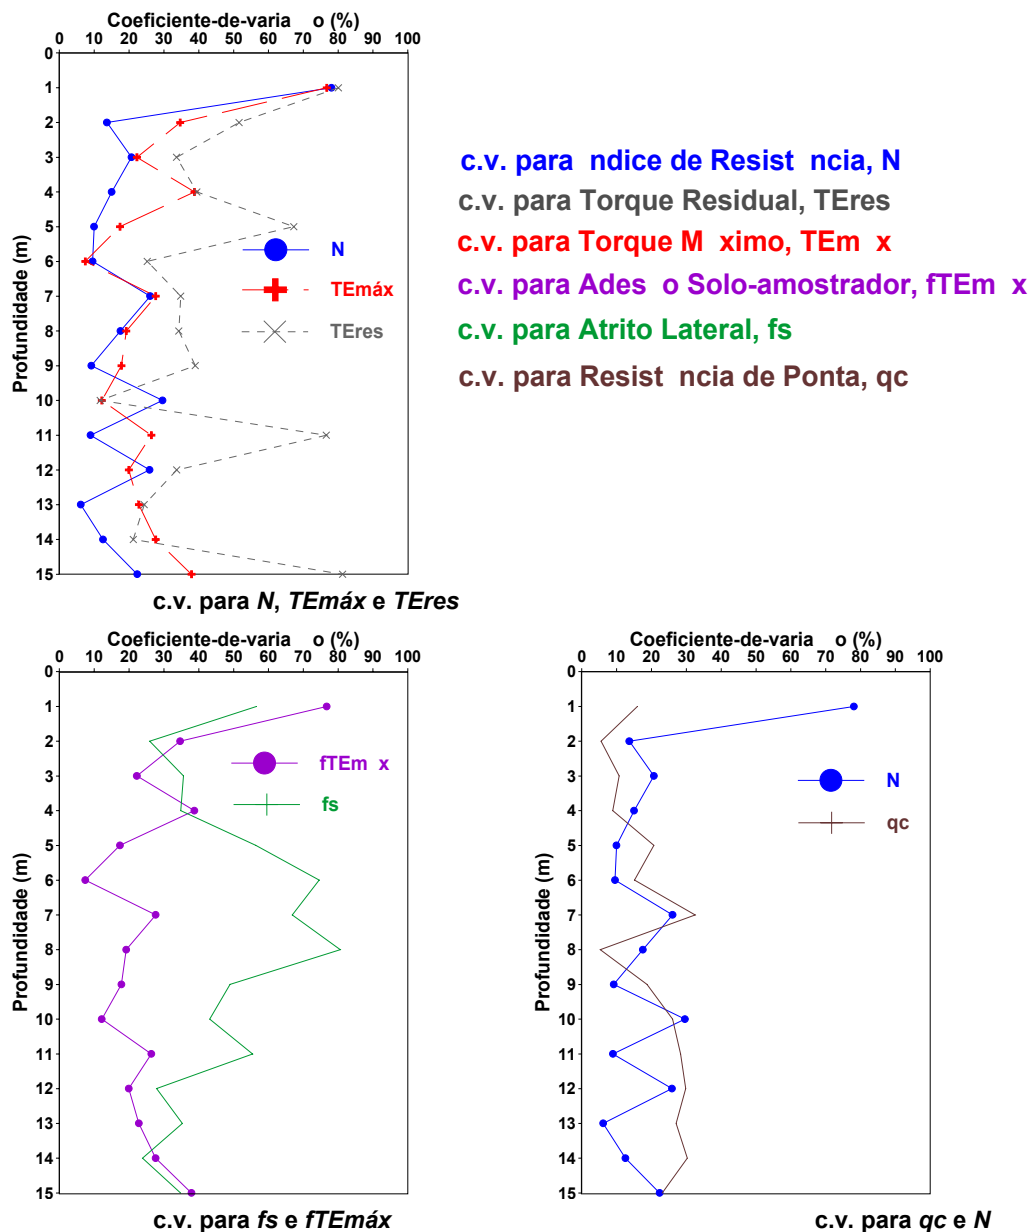 Coeficiente-de-varia o (%)
0 10 20 30 40 50 60 70 80 90 100
0
1
2
3
4
5
6
7
8
9
10
11
12
13
14
15
Profundidade (m)
N
TEmáx
TEres
c.v. para N, TEmáx e TEres
c.v. para ndice de Resist ncia, N
c.v. para Torque Residual, TEres
c.v. para Torque M ximo, TEm x
c.v. para Ades o Solo-amostrador, fTEm x
c.v. para Atrito Lateral, fs
c.v. para Resist ncia de Ponta, qc
Coeficiente-de-varia o (%)
0 10 20 30 40 50 60 70 80 90 100
0
1
2
3
4
5
6
7
8
9
10
11
12
13
14
15
Profundidade (m)
fTEm x
fs
c.v. para fs e fTEmáx
Coeficiente-de-varia o (%)
0 10 20 30 40 50 60 70 80 90 100
0
1
2
3
4
5
6
7
8
9
10
11
12
13
14
15
Profundidade (m)
N
qc
c.v. para qc e N